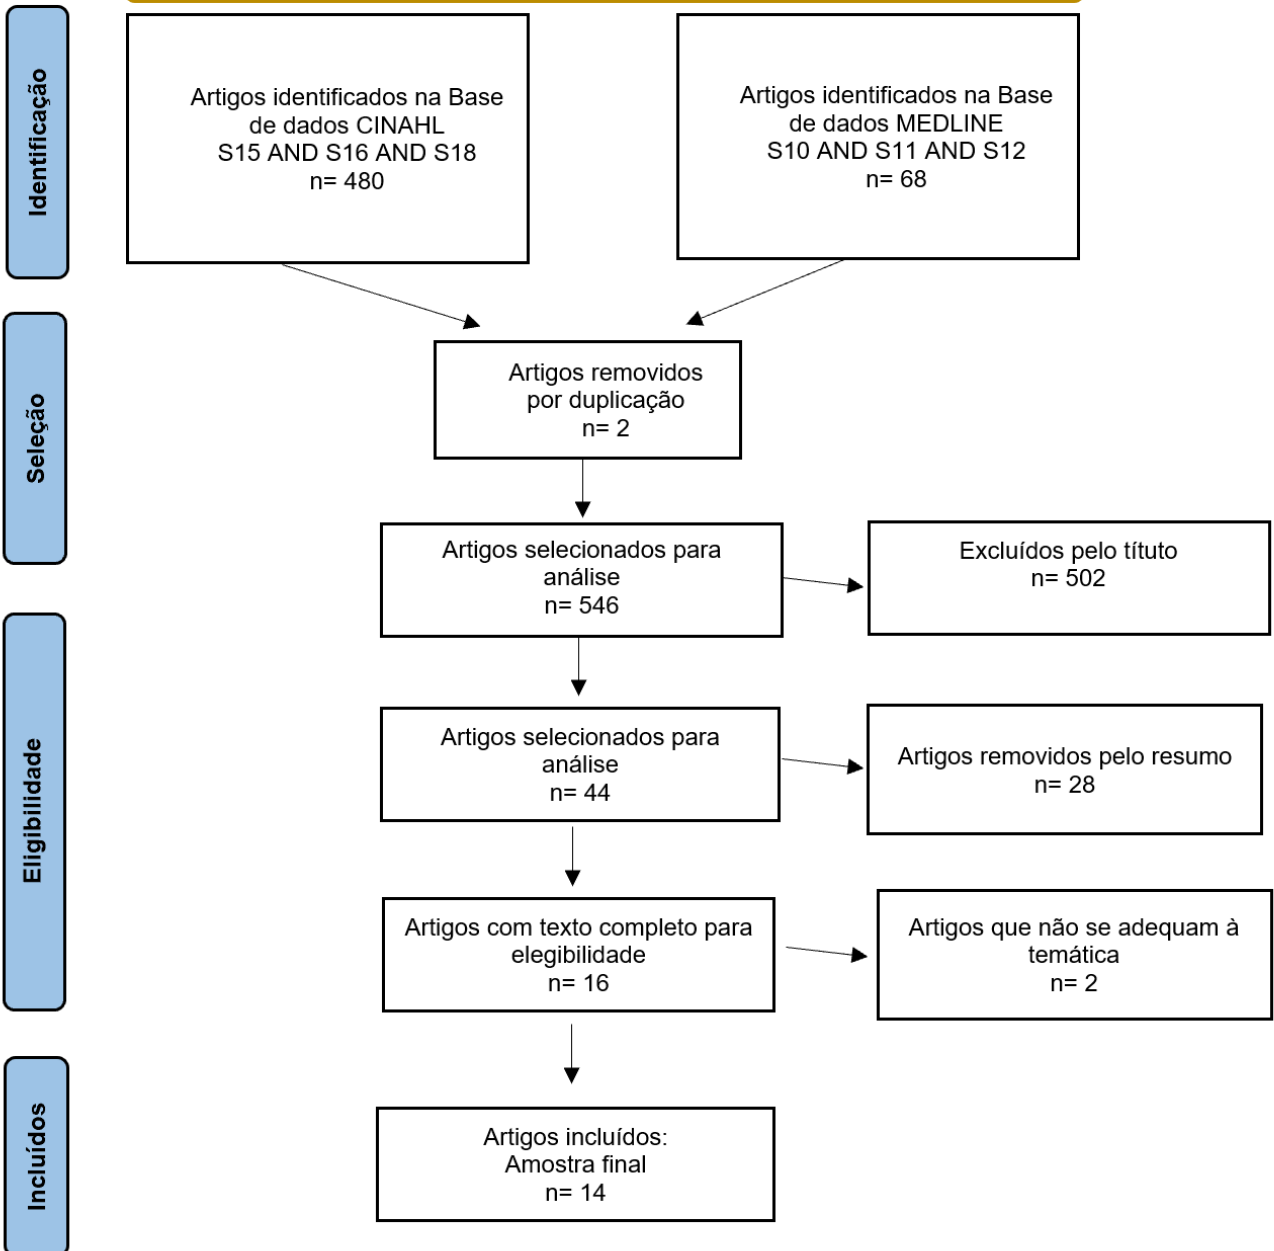 Identificação
Artigos identificados na Base
de dados CINAHL
S15 AND S16 AND S18
n= 480
Artigos identificados na Base
de dados MEDLINE
S10 AND S11 AND S12
n= 68
Seleção
Artigos removidos
por duplicação
n= 2
Artigos selecionados para
análise
n= 546
Excluídos pelo títuto
n= 502
Eligibilidade
Artigos selecionados para
análise
n= 44
Artigos removidos pelo resumo
n= 28
Artigos com texto completo para
elegibilidade
n= 16
Artigos que não se adequam à
temática
n= 2
Incluídos
Artigos incluídos:
Amostra final
n= 14